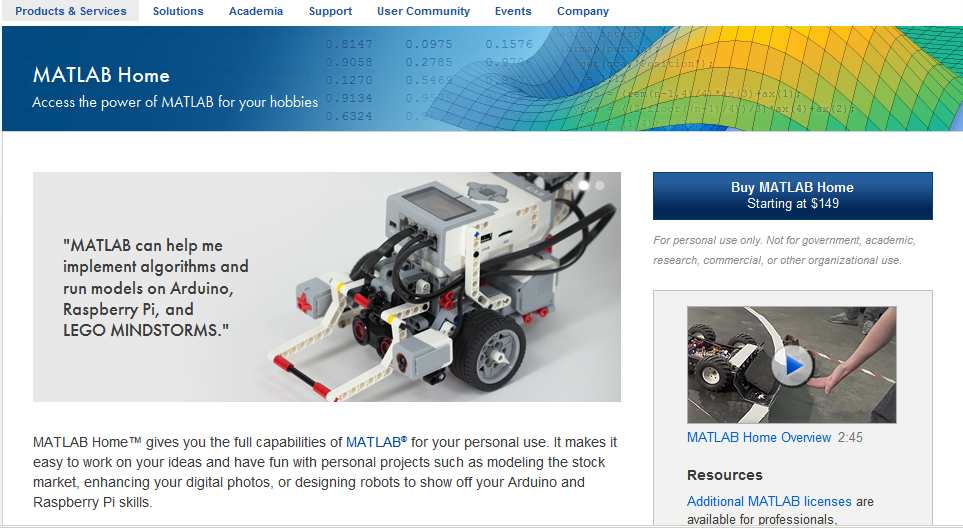 Products & Services Solutions Academia Support User Community Events Company
MATLAB Home
Access the power of MATLAB for your hobbies
0.8147 0.0975 0.1576
0.9058 0.2785
0.1270 0.5469
0.9134
0.6324
"MATLAB can help me
implement algorithms and
run models on Arduino,
Raspberry Pi, and
LEGO MINDSTORMS."
Buy MATLAB Home
Starting at $149
For personal use only. Not for government, academic,
research, commercial, or other organizational use.
MATLAB Home Overview 2:45
Resources
Additional MATLAB licenses are
available for professionals,
MATLAB Home™ gives you the full capabilities of MATLAB® for your personal use. It makes it
easy to work on your ideas and have fun with personal projects such as modeling the stock
market, enhancing your digital photos, or designing robots to show off your Arduino and
Raspberry Pi skills.